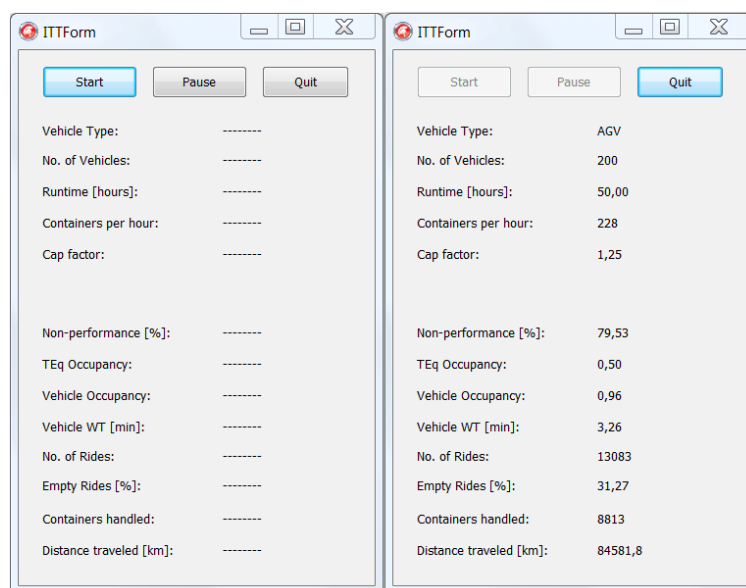 ITTForm
Start Pause Quit
Vehicle Type: --------
No. of Vehicles: --------
Runtime [hours]: --------
Containers per hour: --------
Cap factor: --------
Non-performance [%]: --------
TEq Occupancy: --------
Vehicle Occupancy: --------
Vehicle WT [min]: --------
No. of Rides: --------
Empty Rides [%]: --------
Containers handled: --------
Distance traveled [km]: --------
ITTForm
Start Pause Quit
Vehicle Type: AGV
No. of Vehicles: 200
Runtime [hours]: 50,00
Containers per hour: 228
Cap factor: 1,25
Non-performance [%]: 79,53
TEq Occupancy: 0,50
Vehicle Occupancy: 0,96
Vehicle WT [min]: 3,26
No. of Rides: 13083
Empty Rides [%]: 31,27
Containers handled: 8813
Distance traveled [km]: 84581,8